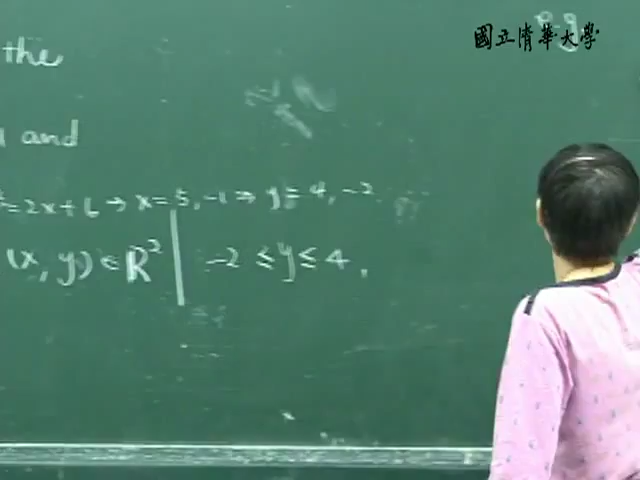 e.g
國立清華大學
the
and
=2x+6 → x=5,-1 ⇒ y=4,-2.
(x,y) ∈ ℝ² | -2 ≤ y ≤ 4,